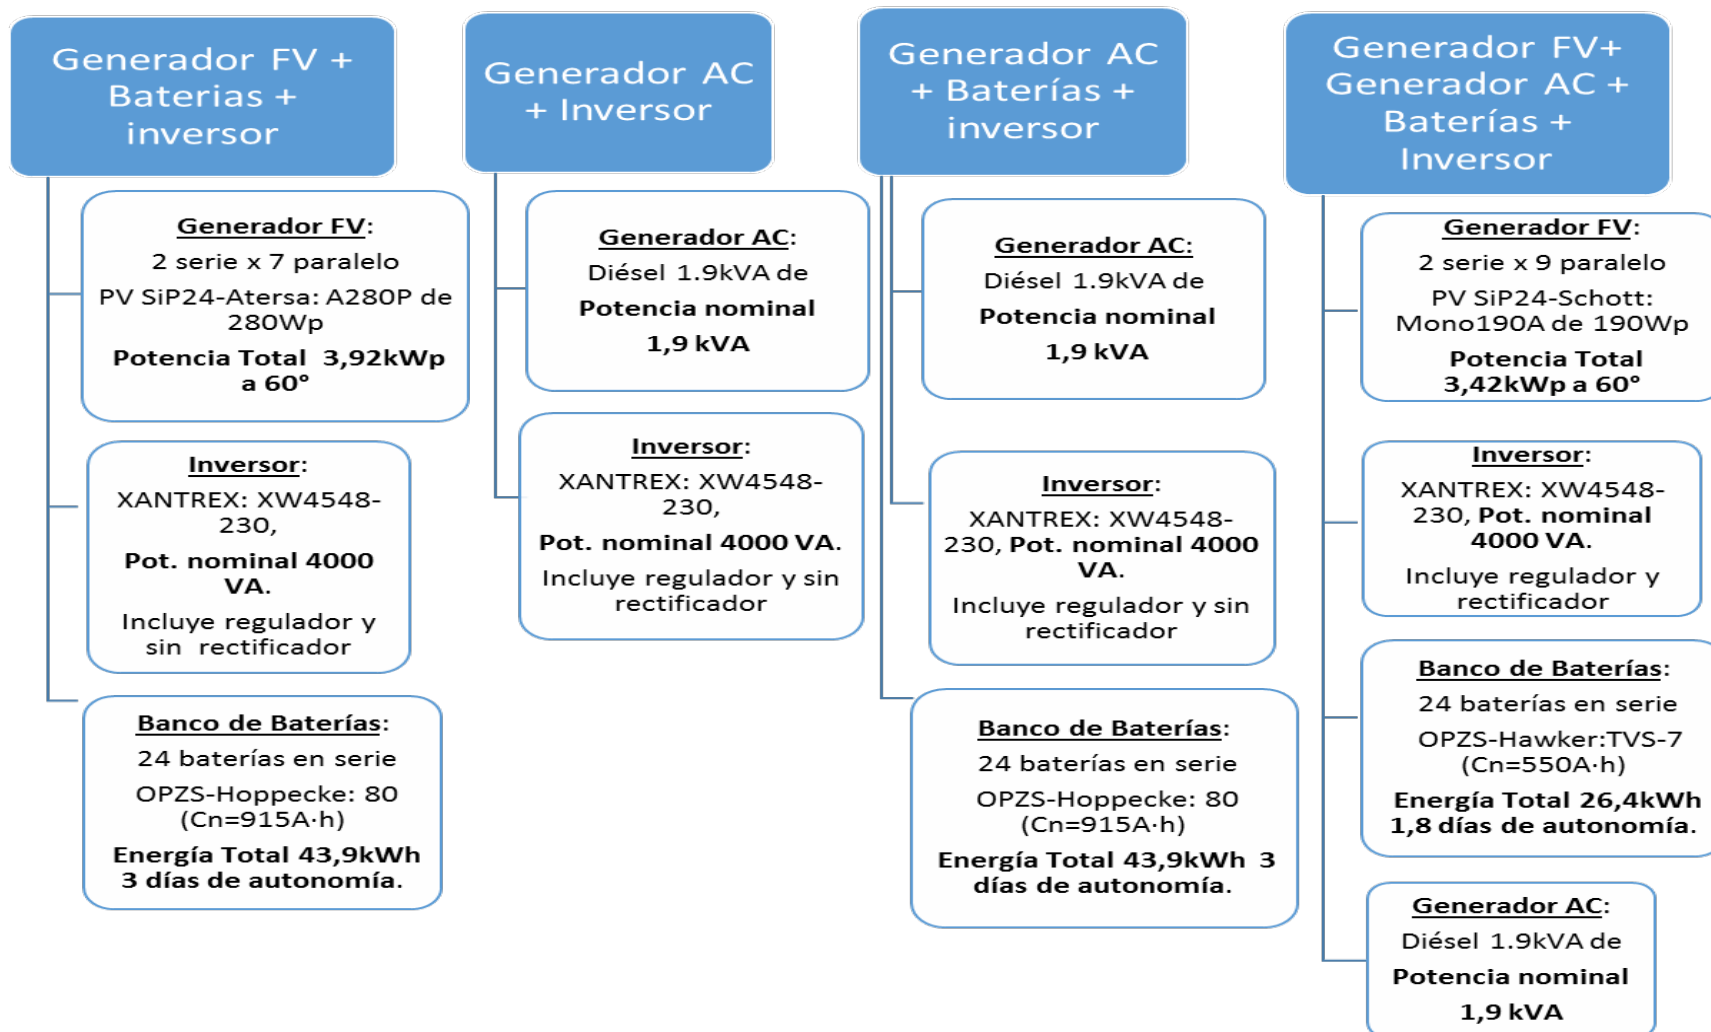 Generador FV +
Baterias +
inversor
Generador FV:
2 serie x 7 paralelo
PV SiP24-Atersa: A280P de
280Wp
Potencia Total 3,92kWp
a 60°
Inversor:
XANTREX: XW4548-
230,
Pot. nominal 4000
VA.
Incluye regulador y
sin rectificador
Banco de Baterías:
24 baterías en serie
OPZS-Hoppecke: 80
(Cn=915A·h)
Energía Total 43,9kWh
3 días de autonomía.
Generador AC
+ Inversor
Generador AC:
Diésel 1.9kVA de
Potencia nominal
1,9 kVA
Inversor:
XANTREX: XW4548-
230,
Pot. nominal 4000 VA.
Incluye regulador y sin
rectificador
Generador AC
+ Baterías +
inversor
Generador AC:
Diésel 1.9kVA de
Potencia nominal
1,9 kVA
Inversor:
XANTREX: XW4548-
230, Pot. nominal 4000
VA.
Incluye regulador y sin
rectificador
Banco de Baterías:
24 baterías en serie
OPZS-Hoppecke: 80
(Cn=915A·h)
Energía Total 43,9kWh 3
días de autonomía.
Generador FV+
Generador AC +
Baterías +
Inversor
Generador FV:
2 serie x 9 paralelo
PV SiP24-Schott:
Mono190A de 190Wp
Potencia Total
3,42kWp a 60°
Inversor:
XANTREX: XW4548-
230, Pot. nominal
4000 VA.
Incluye regulador y
rectificador
Banco de Baterías:
24 baterías en serie
OPZS-Hawker:TVS-7
(Cn=550A·h)
Energía Total 26,4kWh
1,8 días de autonomía.
Generador AC:
Diésel 1.9kVA de
Potencia nominal
1,9 kVA